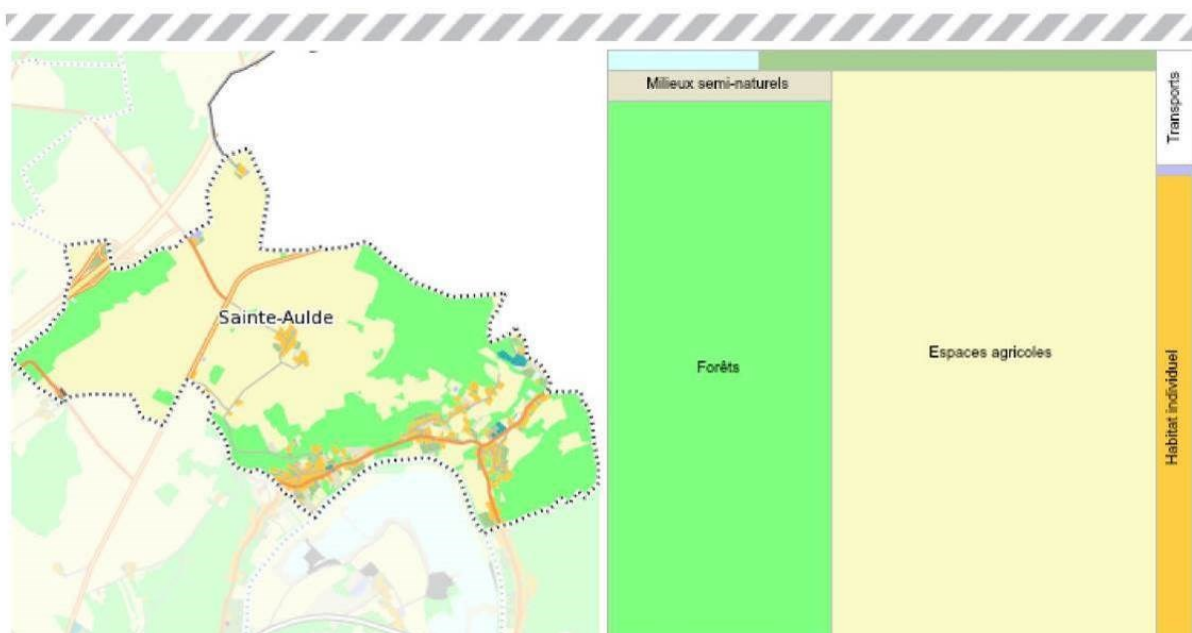 Sainte-Aulde
Milieux semi-naturels
Forêts
Espaces agricoles
Transports
Habitat individuel